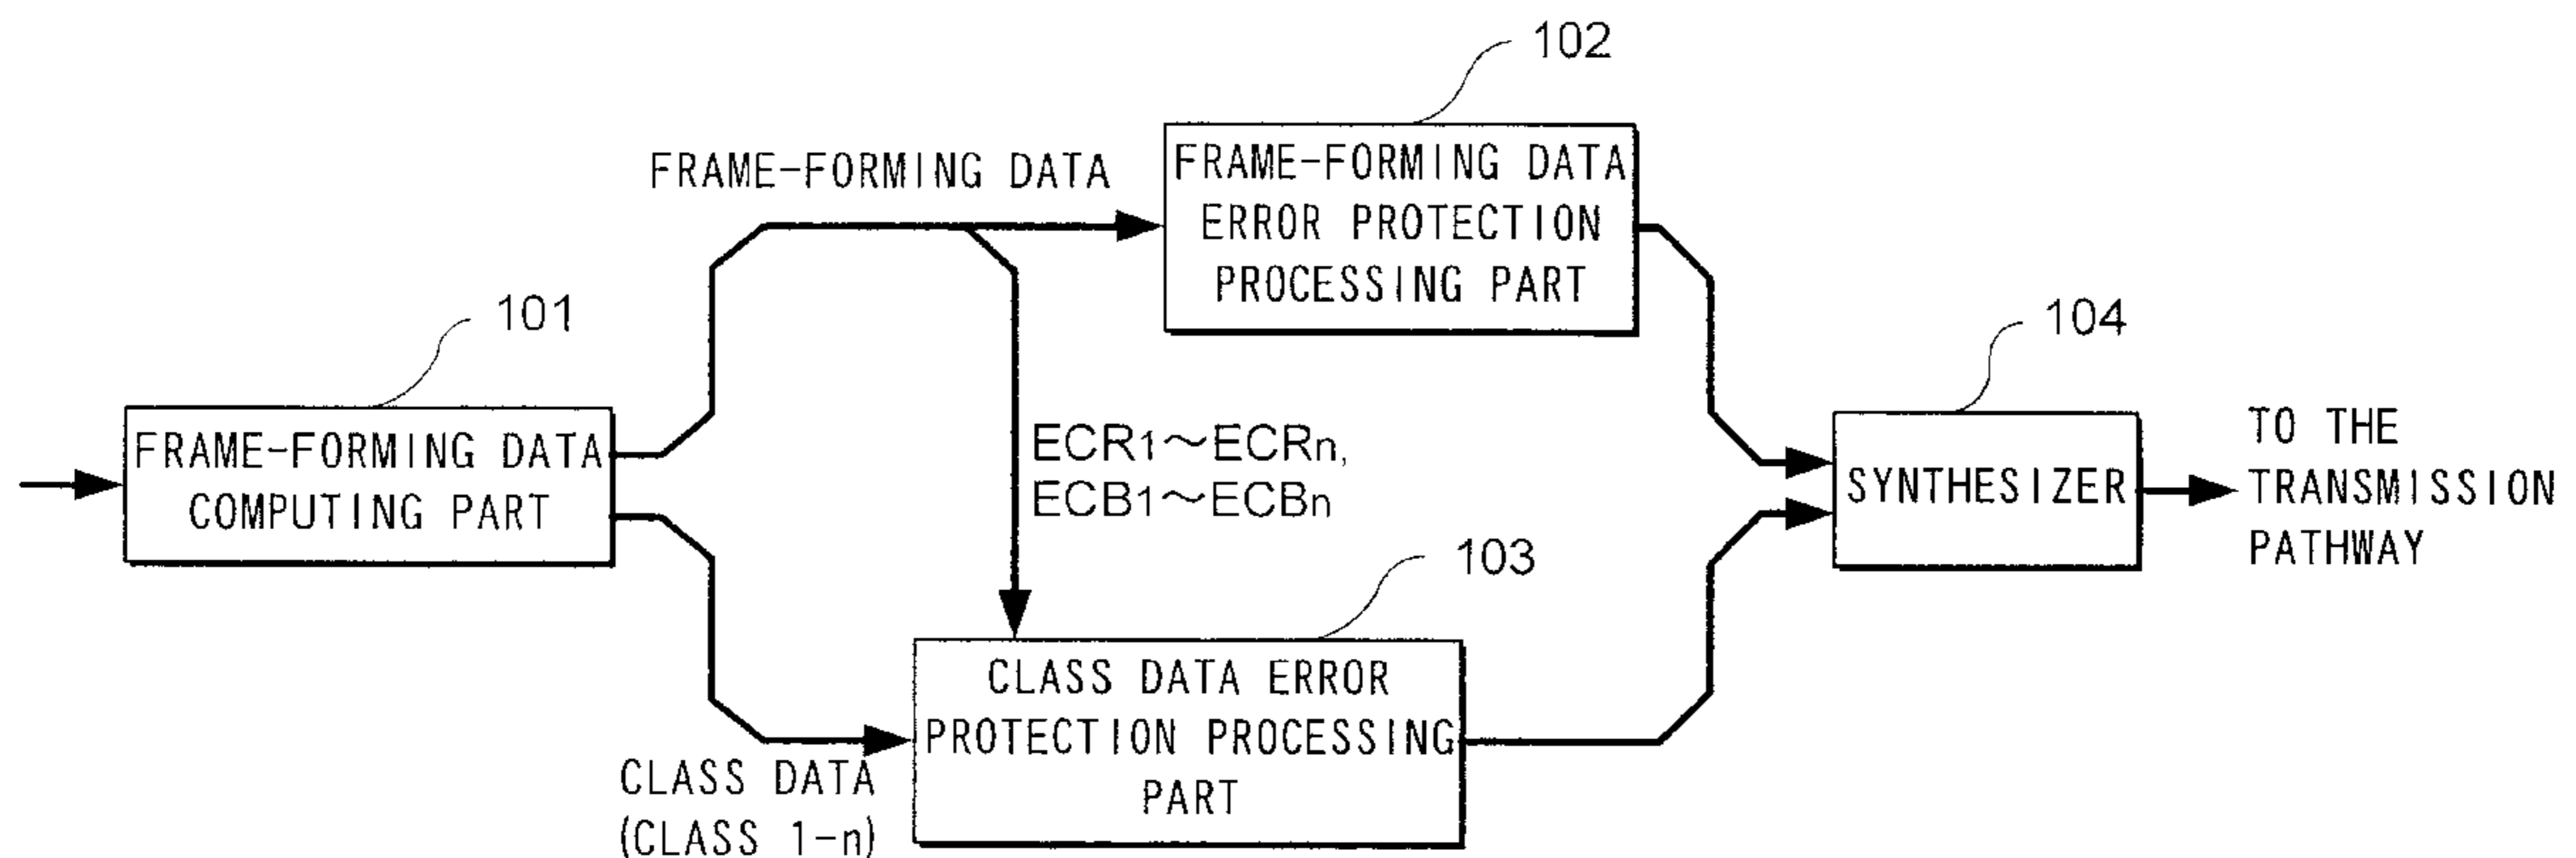 102
FRAME-FORMING DATA
FRAME-FORMING DATA
ERROR PROTECTION
PROCESSING PART
101
104
FRAME-FORMING DATA
COMPUTING PART
ECR1～ECRn,
ECB1～ECBn
SYNTHESIZER
TO THE
TRANSMISSION
PATHWAY
103
CLASS DATA ERROR
PROTECTION PROCESSING
PART
CLASS DATA
(CLASS 1-n)